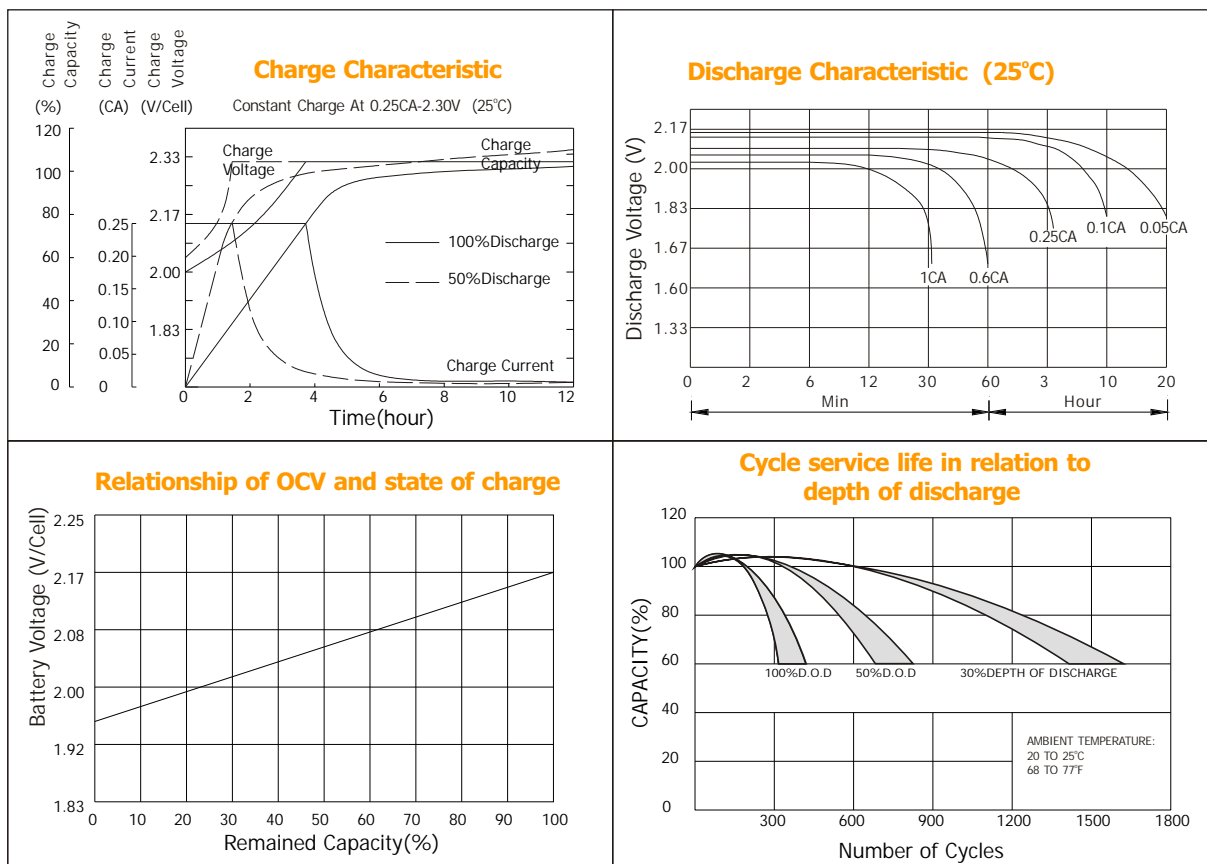 Charge
Capacity
Charge
Current
Charge
Voltage
(%)
(CA)
(V/Cell)
Charge Characteristic
Constant Charge At 0.25CA-2.30V (25°C)
120
100
80
60
40
20
0
0.25
0.20
0.15
0.10
0.05
0
2.33
2.17
2.00
1.83
Charge
Voltage
Charge
Capacity
100%Discharge
50%Discharge
Charge Current
0 2 4 6 8 10 12
Time(hour)
Discharge Characteristic (25°C)
Discharge Voltage (V)
2.17
2.00
1.83
1.67
1.60
1.33
1CA
0.6CA
0.25CA
0.1CA
0.05CA
0 2 6 12 30 60 3 10 20
Min
Hour
Relationship of OCV and state of charge
Battery Voltage (V/Cell)
2.25
2.17
2.08
2.00
1.92
1.83
0 10 20 30 40 50 60 70 80 90 100
Remained Capacity(%)
Cycle service life in relation to
depth of discharge
CAPACITY(%)
120
100
80
60
40
20
0
100%D.O.D
50%D.O.D
30%DEPTH OF DISCHARGE
AMBIENT TEMPERATURE:
20 TO 25°C
68 TO 77°F
300 600 900 1200 1500 1800
Number of Cycles